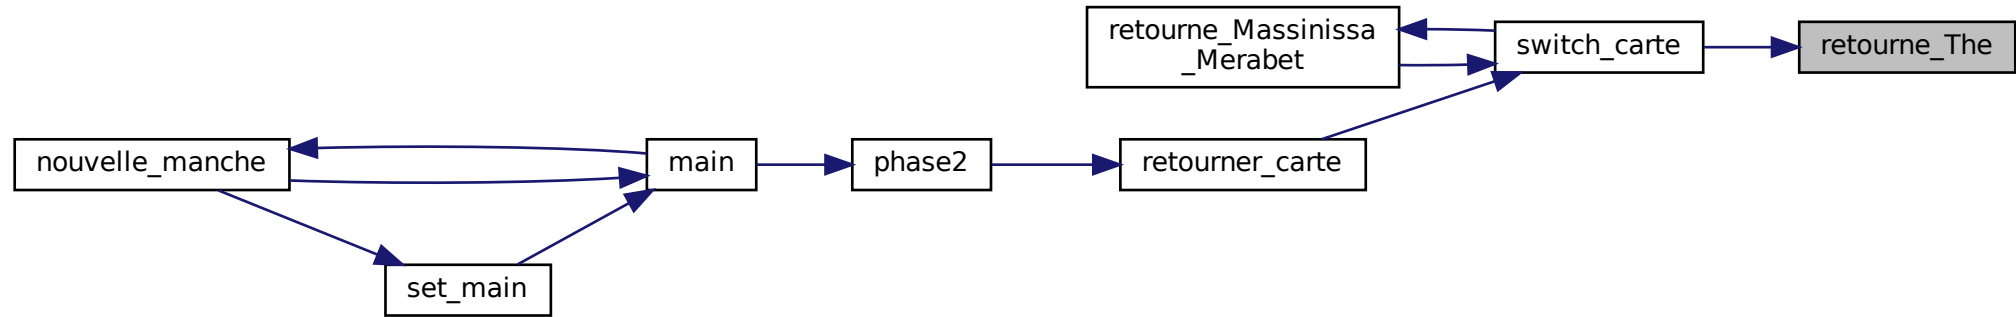 retourne_Massinissa
_Merabet
switch_carte
retourne_The
nouvelle_manche
main
phase2
retourner_carte
set_main